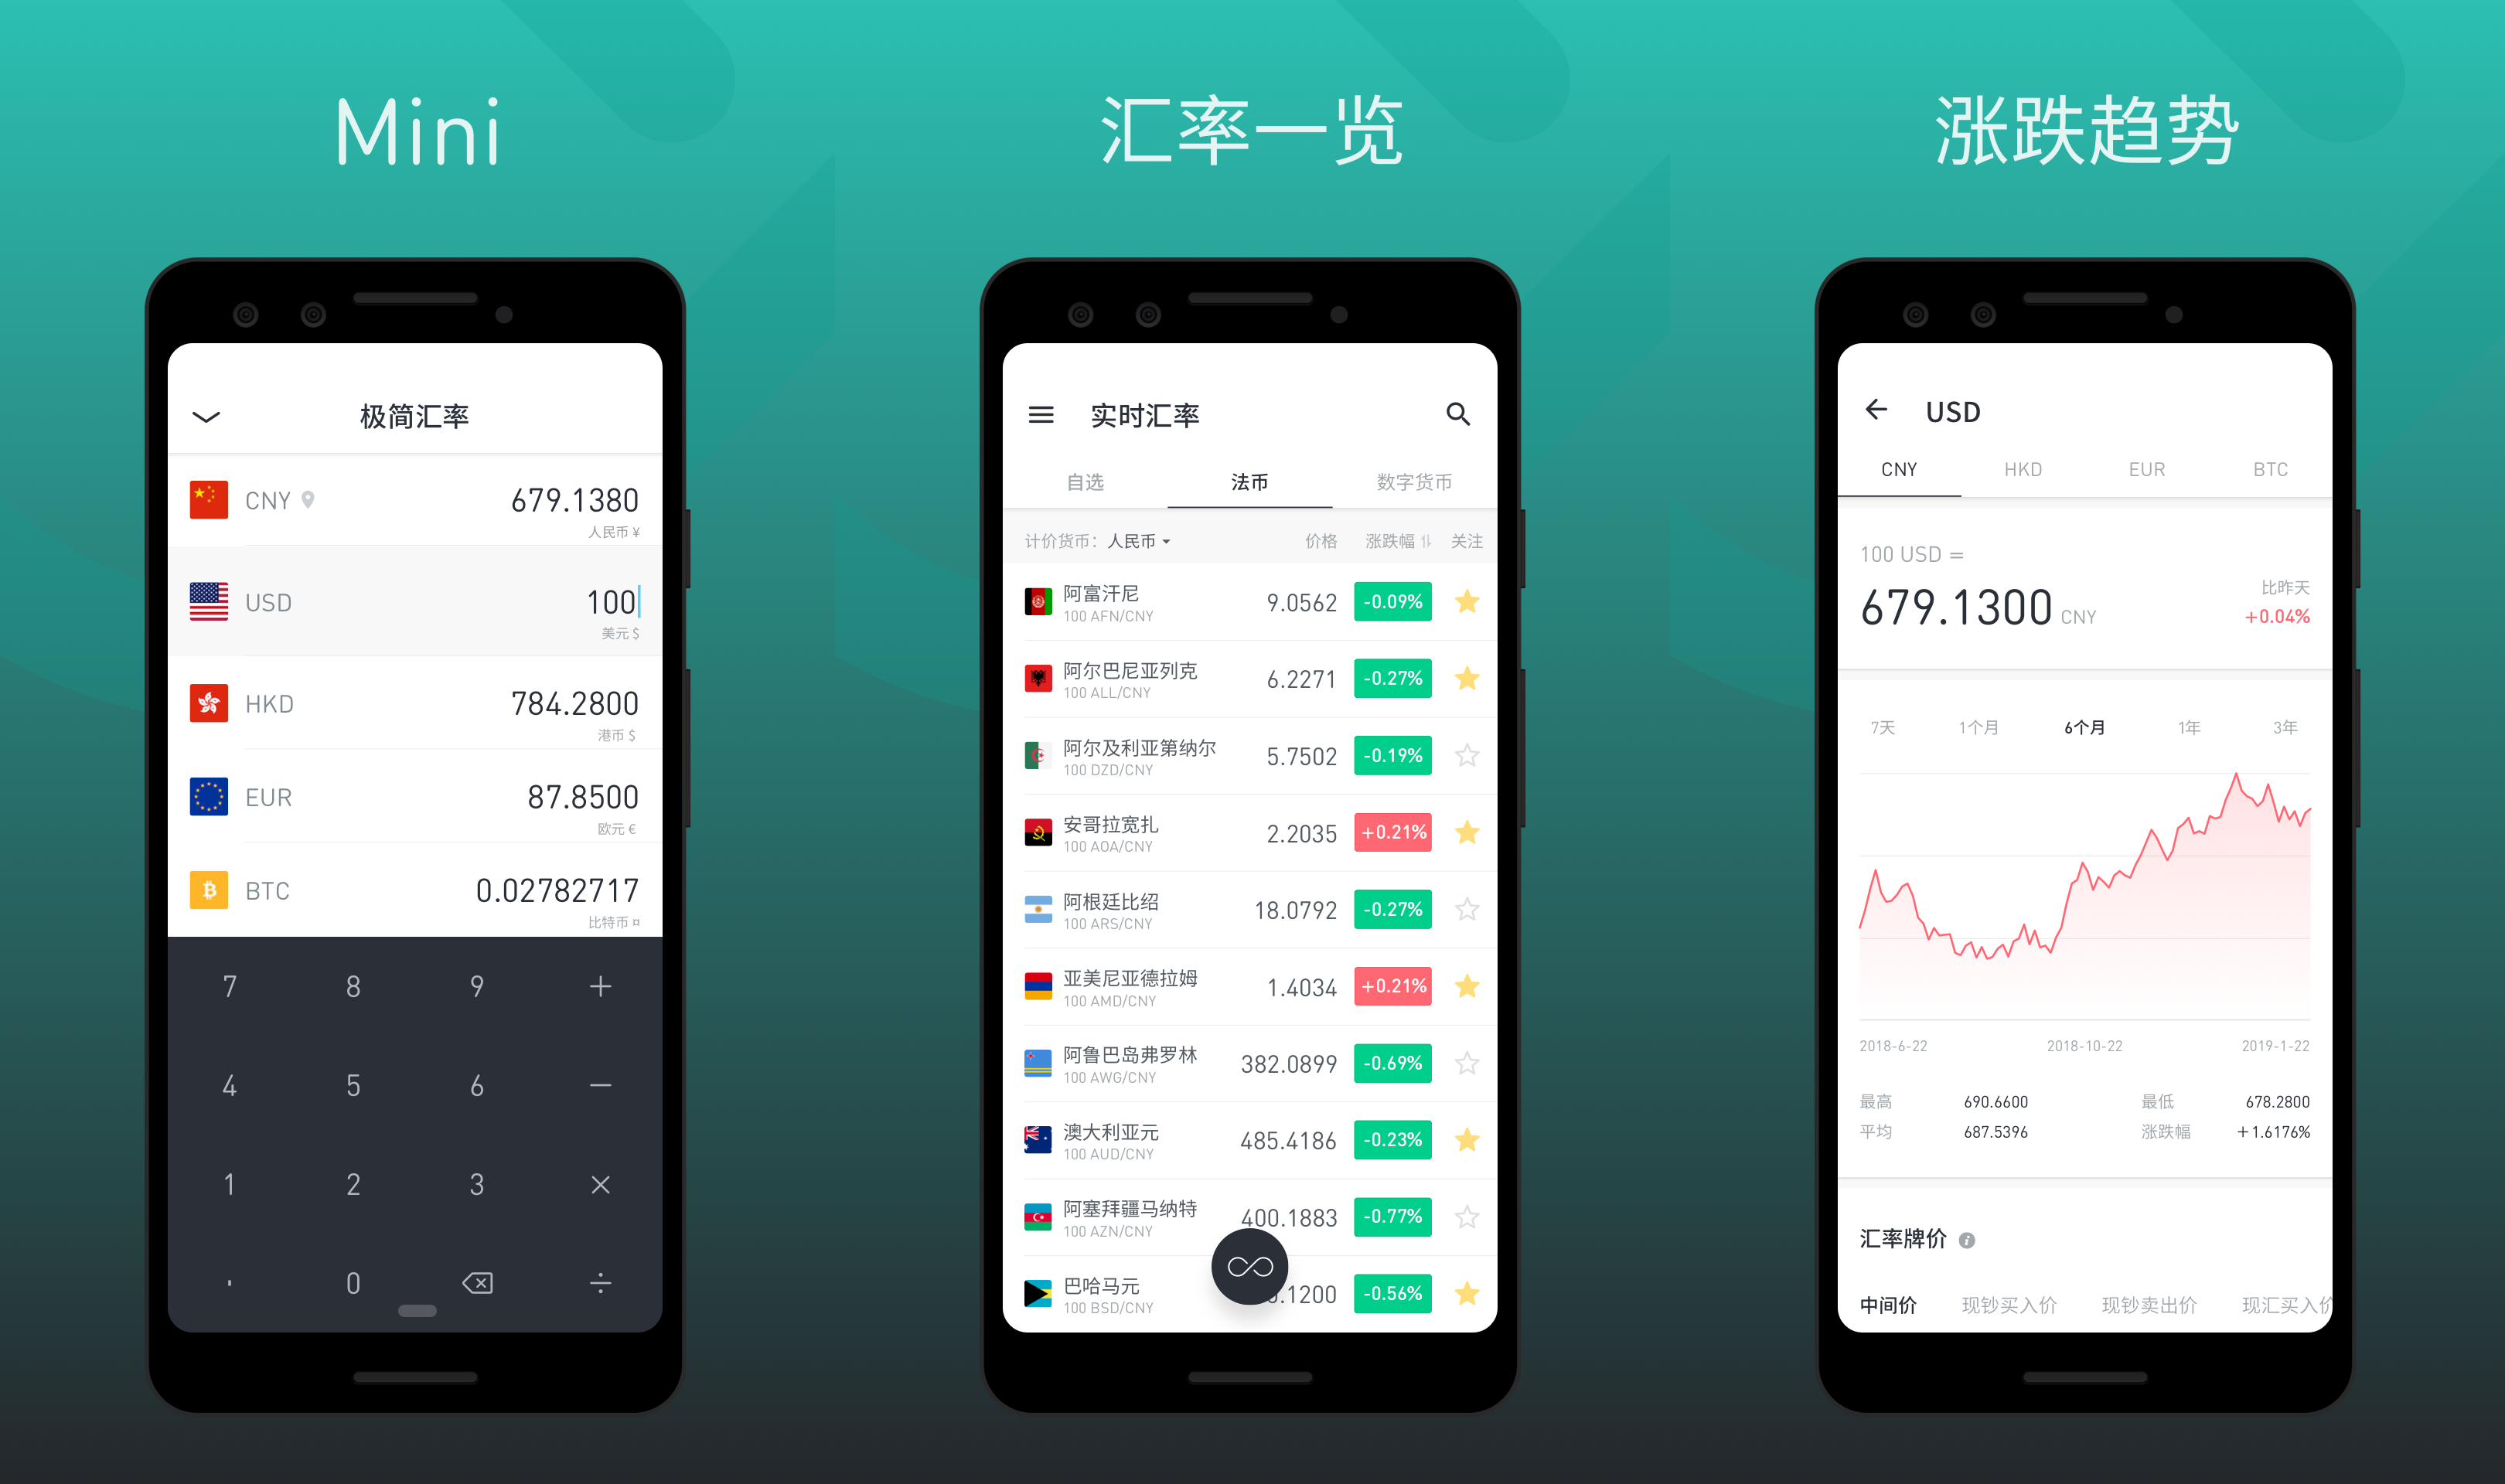 Mini
极简汇率
CNY 679.1380
人民币 ¥
USD 100
美元 $
HKD 784.2800
港币 $
EUR 87.8500
欧元 €
BTC 0.02782717
比特币 ¤
7 8 9 +
4 5 6 −
1 2 3 ×
. 0 ÷
汇率一览
实时汇率
自选 法币 数字货币
计价货币: 人民币 价格 涨跌幅 关注
阿富汗尼 9.0562 -0.09%
100 AFN/CNY
阿尔巴尼亚列克 6.2271 -0.27%
100 ALL/CNY
阿尔及利亚第纳尔 5.7502 -0.19%
100 DZD/CNY
安哥拉宽扎 2.2035 +0.21%
100 AOA/CNY
阿根廷比绍 18.0792 -0.27%
100 ARS/CNY
亚美尼亚德拉姆 1.4034 +0.21%
100 AMD/CNY
阿鲁巴岛弗罗林 382.0899 -0.69%
100 AWG/CNY
澳大利亚元 485.4186 -0.23%
100 AUD/CNY
阿塞拜疆马纳特 400.1883 -0.77%
100 AZN/CNY
巴哈马元 .1200 -0.56%
100 BSD/CNY
涨跌趋势
USD
CNY HKD EUR BTC
100 USD =
679.1300 CNY
比昨天
+0.04%
7天 1个月 6个月 1年 3年
2018-6-22 2018-10-22 2019-1-22
最高 690.6600 最低 678.2800
平均 687.5396 涨跌幅 +1.6176%
汇率牌价
中间价 现钞买入价 现钞卖出价 现汇买入价